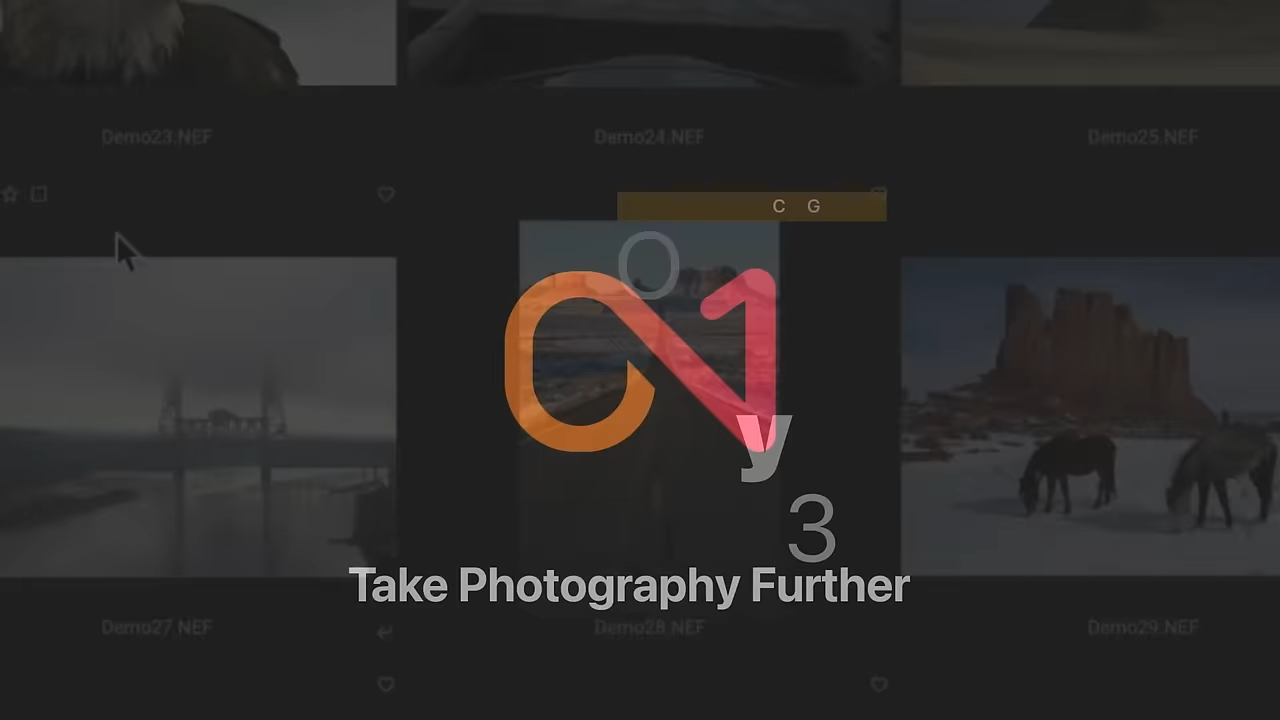 Demo23.NEF
Demo24.NEF
Demo25.NEF
C G
O
y
3
Take Photography Further
Demo27.NEF
Demo28.NEF
Demo29.NEF